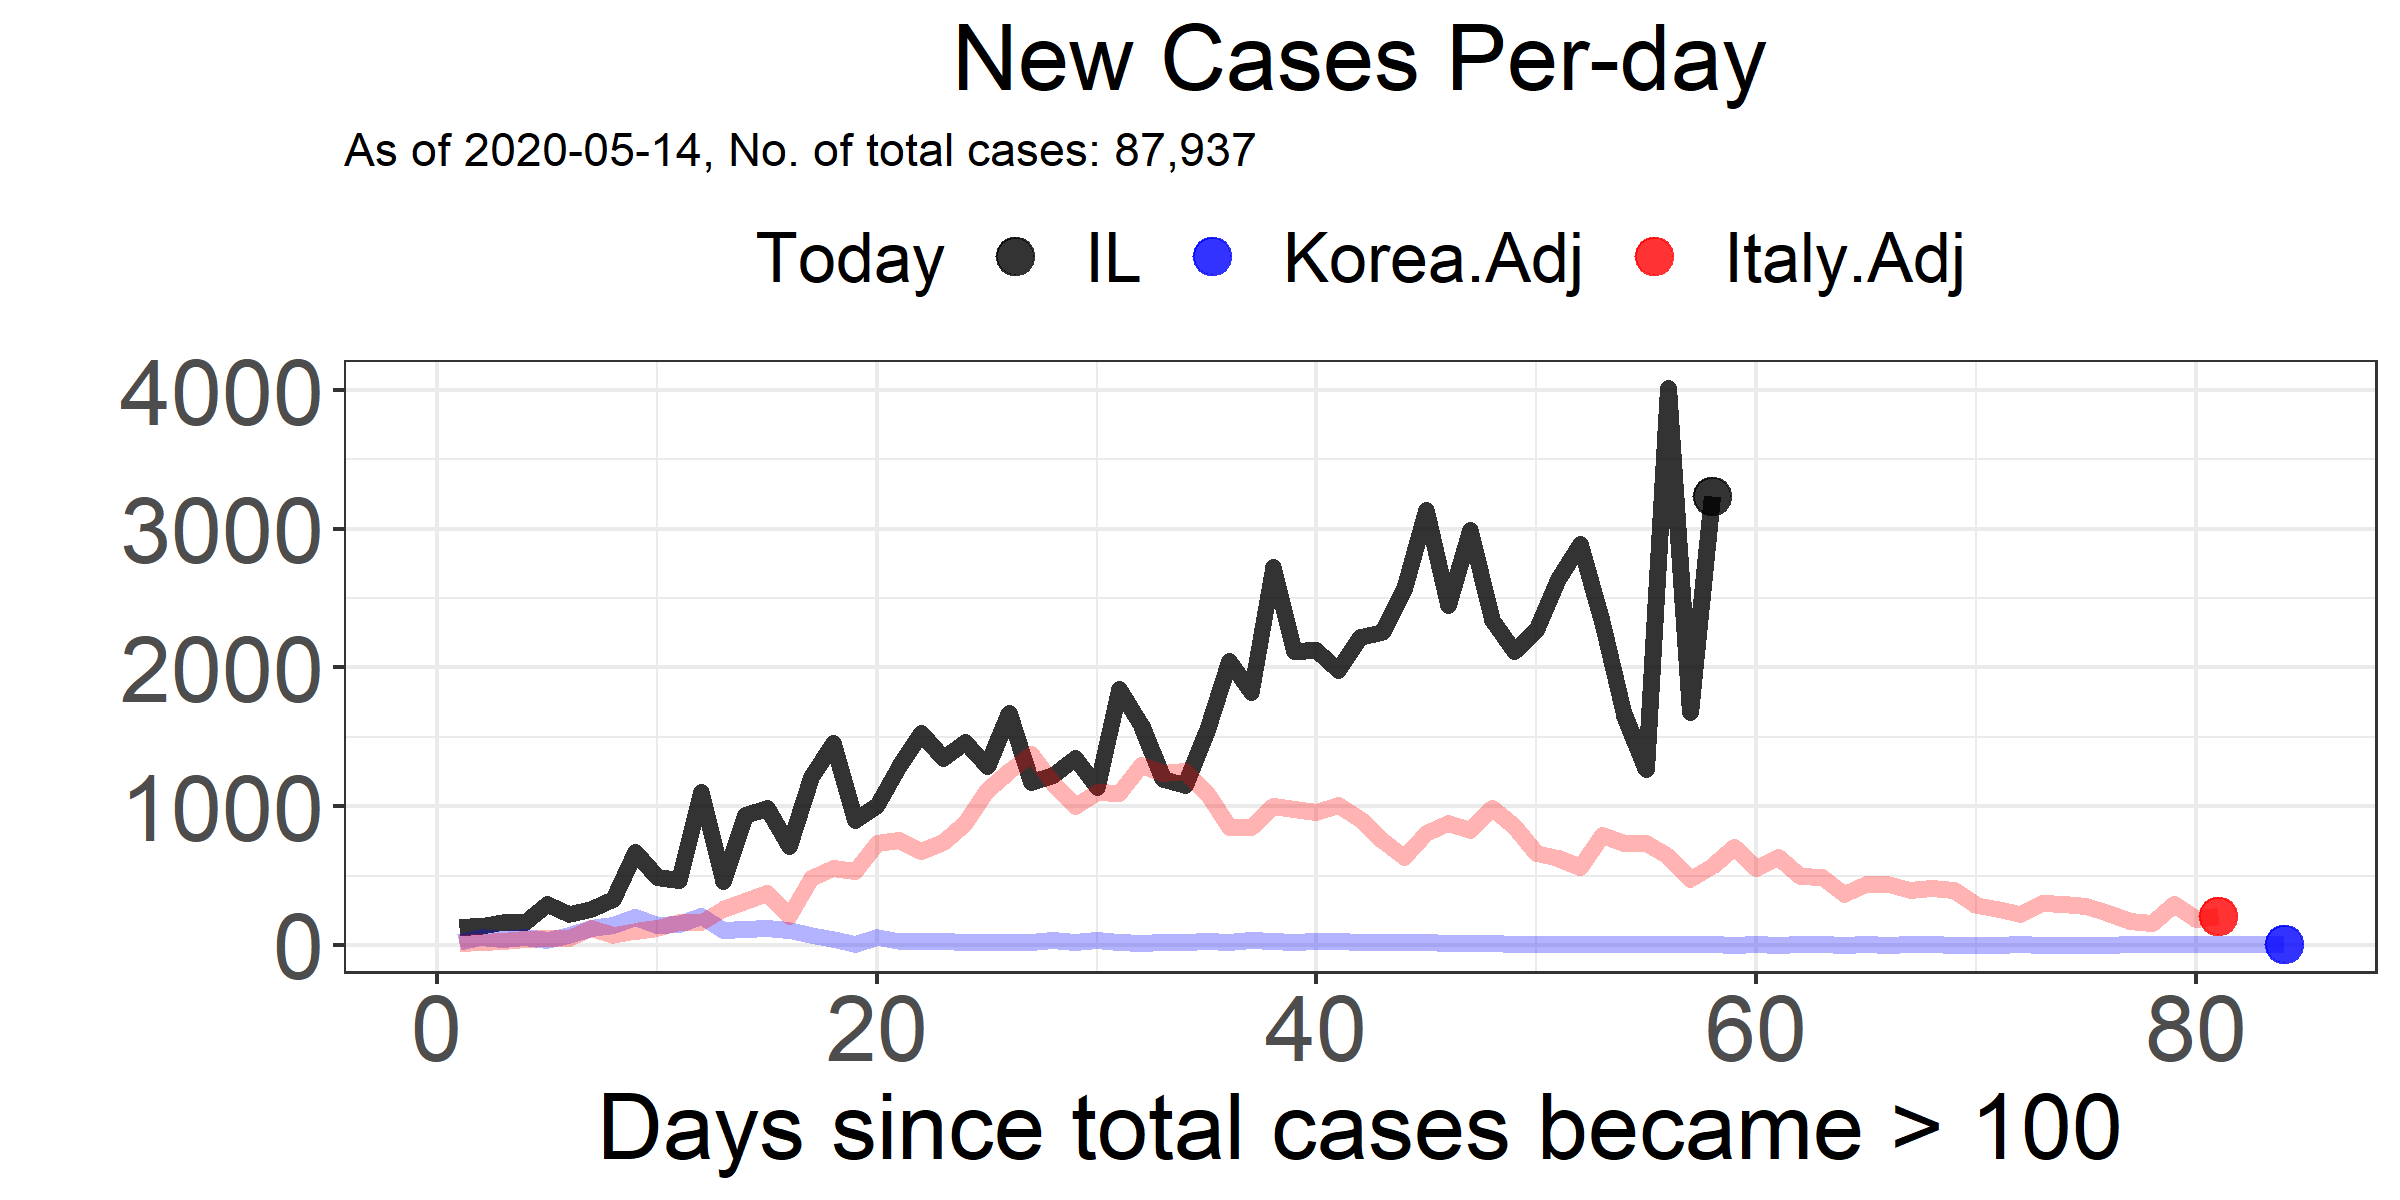 New Cases Per-day
As of 2020-05-14, No. of total cases: 87,937
Today IL Korea.Adj Italy.Adj
4000
3000
2000
1000
0
0 20 40 60 80
Days since total cases became > 100